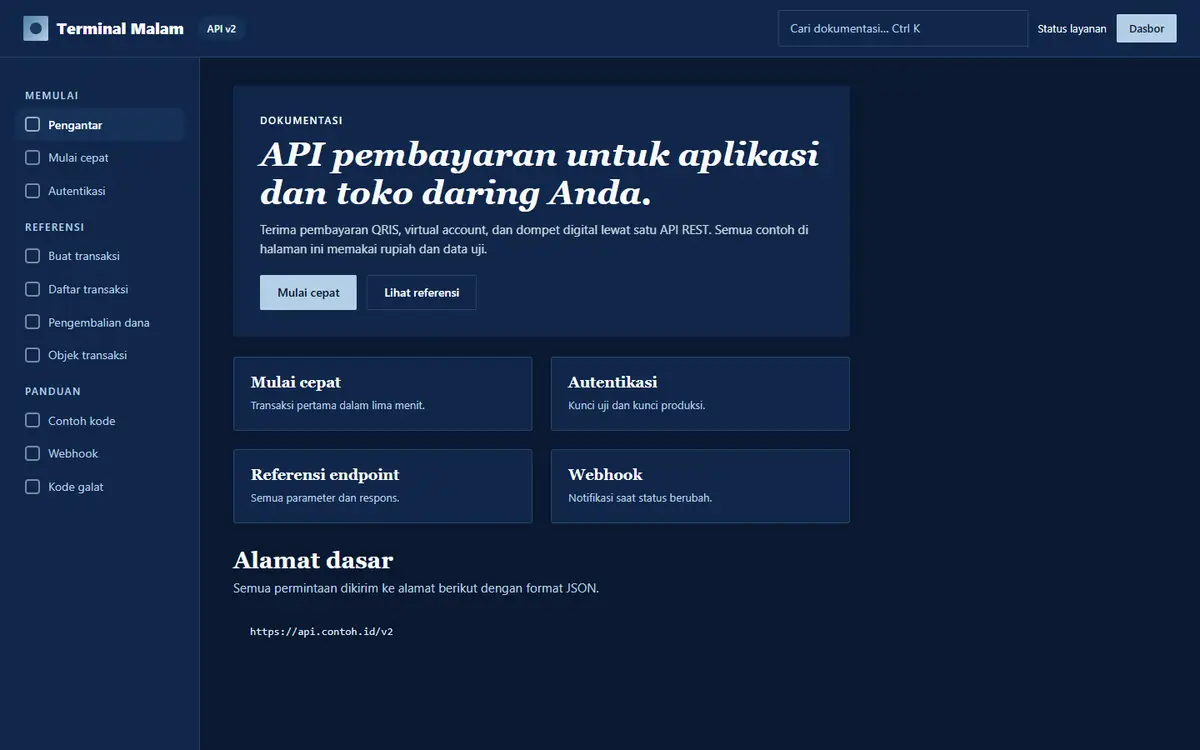 Terminal Malam
API v2
Cari dokumentasi... Ctrl K
Status layanan
Dasbor
MEMULAI
Pengantar
Mulai cepat
Autentikasi
REFERENSI
Buat transaksi
Daftar transaksi
Pengembalian dana
Objek transaksi
PANDUAN
Contoh kode
Webhook
Kode galat
DOKUMENTASI
API pembayaran untuk aplikasi
dan toko daring Anda.
Terima pembayaran QRIS, virtual account, dan dompet digital lewat satu API REST. Semua contoh di
halaman ini memakai rupiah dan data uji.
Mulai cepat
Lihat referensi
Mulai cepat
Transaksi pertama dalam lima menit.
Autentikasi
Kunci uji dan kunci produksi.
Referensi endpoint
Semua parameter dan respons.
Webhook
Notifikasi saat status berubah.
Alamat dasar
Semua permintaan dikirim ke alamat berikut dengan format JSON.
https://api.contoh.id/v2